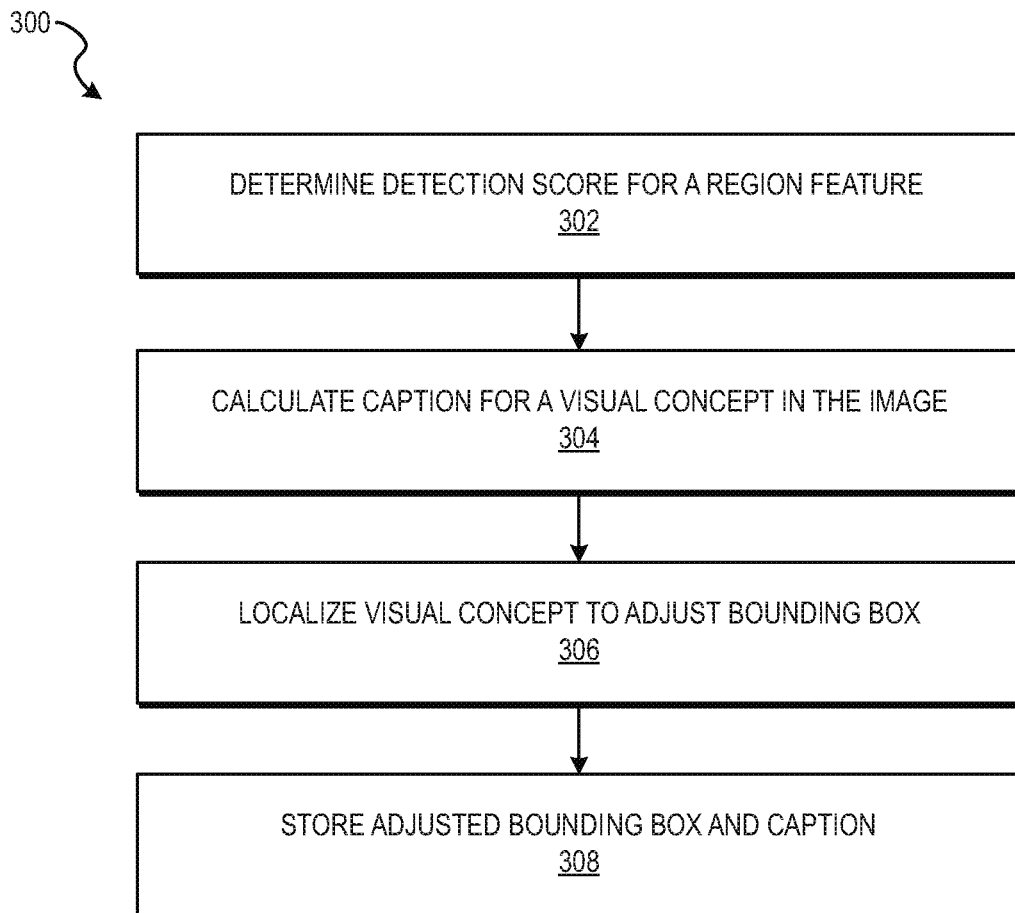 300
DETERMINE DETECTION SCORE FOR A REGION FEATURE
302
CALCULATE CAPTION FOR A VISUAL CONCEPT IN THE IMAGE
304
LOCALIZE VISUAL CONCEPT TO ADJUST BOUNDING BOX
306
STORE ADJUSTED BOUNDING BOX AND CAPTION
308